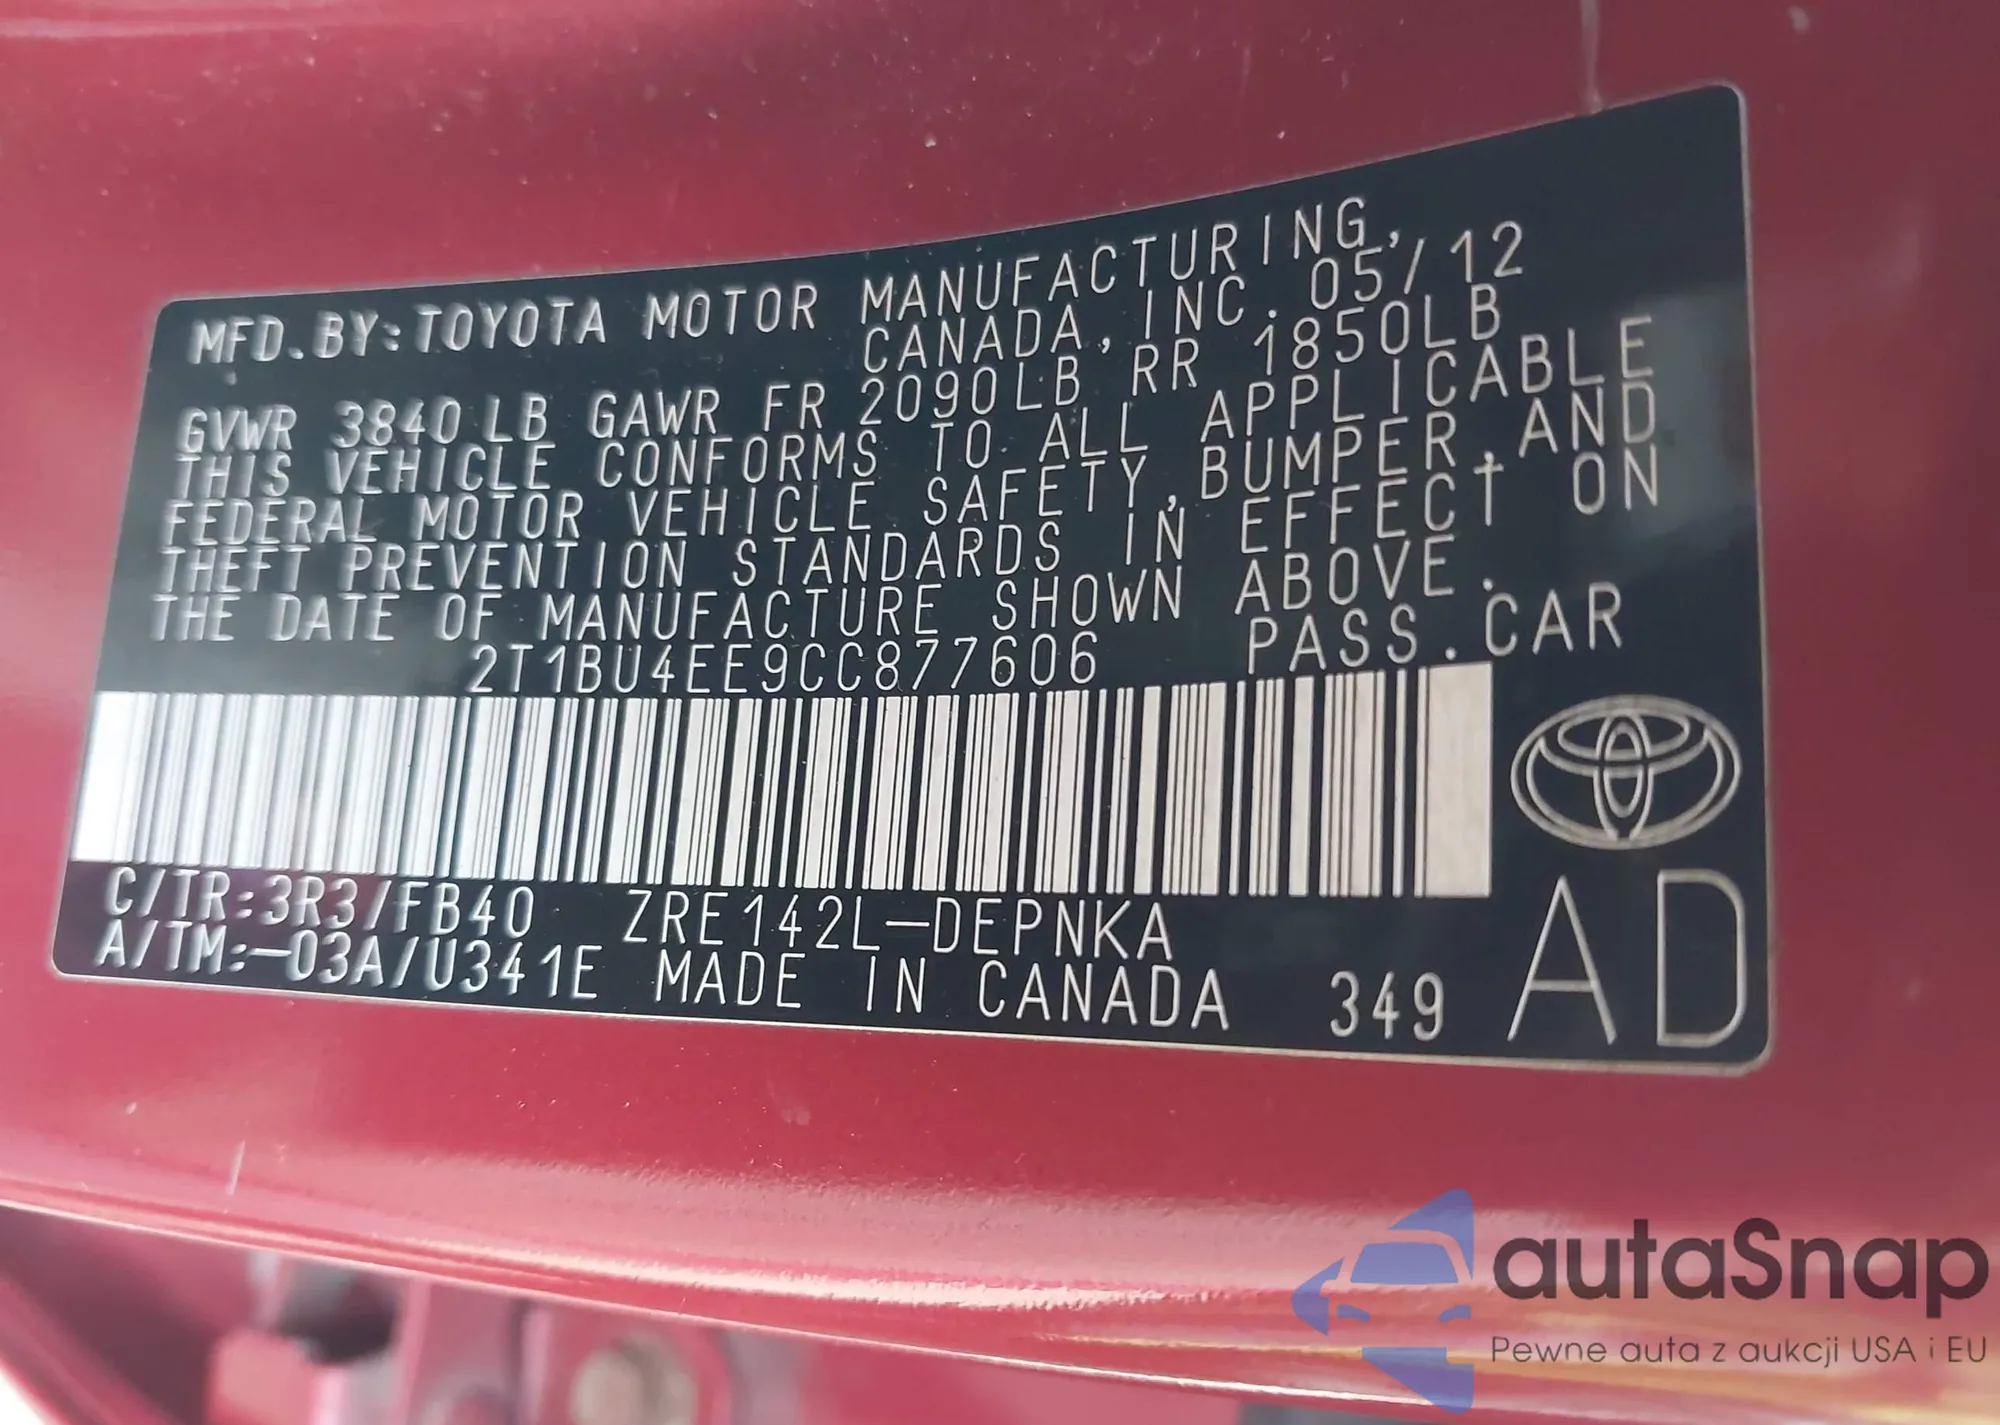 MFD.BY:TOYOTA MOTOR MANUFACTURING,
CANADA, INC. 05/12
GVWR 3840LB GAWR FR 2090LB RR 1850LB
THIS VEHICLE CONFORMS TO ALL APPLICABLE
FEDERAL MOTOR VEHICLE SAFETY, BUMPER, AND
THEFT PREVENTION STANDARDS IN EFFECT ON
THE DATE OF MANUFACTURE SHOWN ABOVE.
2T1BU4EE9CC877606 PASS.CAR
C/TR:3R3/FB40 ZRE142L-DEPNKA
A/TM:-03A/U341E MADE IN CANADA 349 AD
autaSnap
Pewne auta z aukcji USA i EU